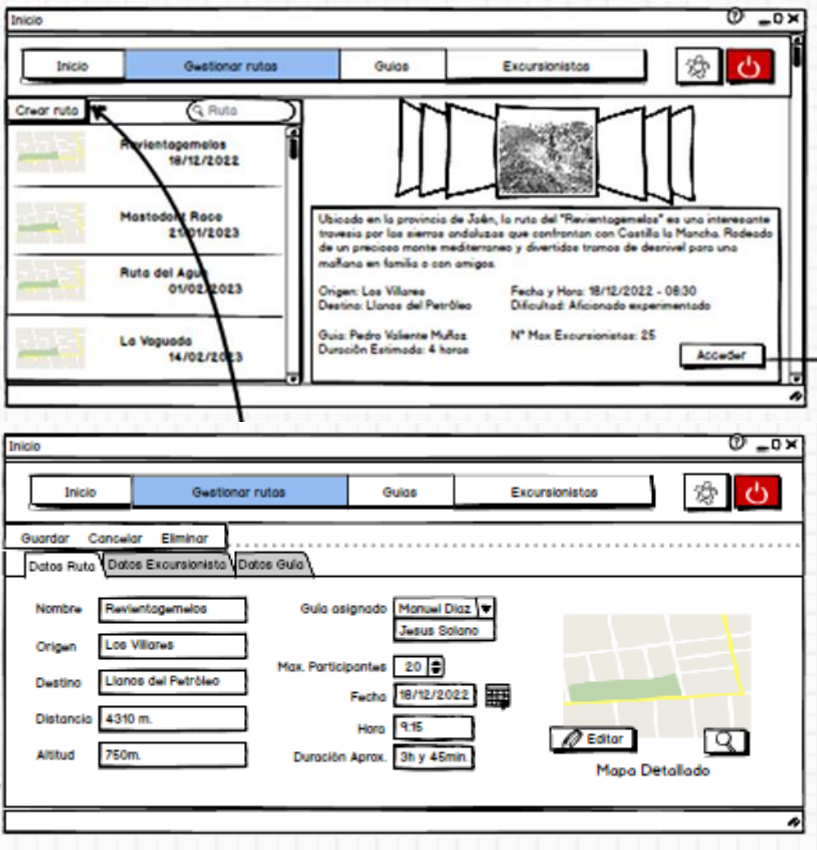 Inicio
Inicio Gestionar rutas Guias Excursionistas
Crear ruta Ruta
Revientagemelos
18/12/2022
Mastodont Race
21/01/2023
Ruta del Agua
01/02/2023
La Vaguada
14/02/2023
Ubicada en la provincia de Jaén, la ruta del "Revientagemelos" es una interesante
travesia por las sierras andaluzas que confrontan con Castilla la Mancha. Rodeada
de un precioso monte mediterraneo y divertidos tramos de desnivel para una
mañana en familia o con amigos.
Origen: Los Villares Fecha y Hora: 18/12/2022 - 08:30
Destino: Llanos del Petróleo Dificultad: Aficionado experimentado
Guia: Pedro Valiente Muñoz Nº Max Excursionistas: 25
Duración Estimada: 4 horas
Acceder
Inicio
Inicio Gestionar rutas Guias Excursionistas
Guardar Cancelar Eliminar
Datos Ruta Datos Excursionista Datos Guía
Nombre Revientagemelos
Origen Los Villares
Destino Llanos del Petróleo
Distancia 4310 m.
Altitud 750m.
Guía asignado Manuel Diaz
Jesus Solano
Max. Participantes 20
Fecha 18/12/2022
Hora 9:15
Duración Aprox. 3h y 45min.
Editar
Mapa Detallado